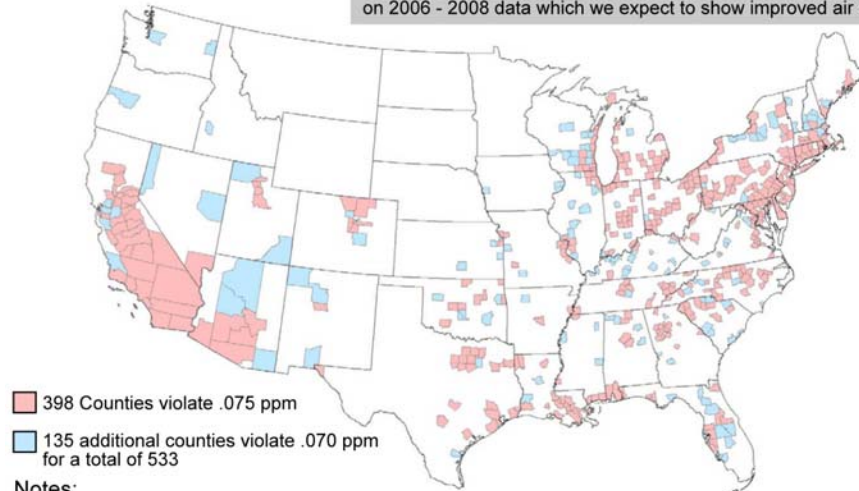 on 2006 - 2008 data which we expect to show improved air
398 Counties violate .075 ppm
135 additional counties violate .070 ppm
for a total of 533
Notes: